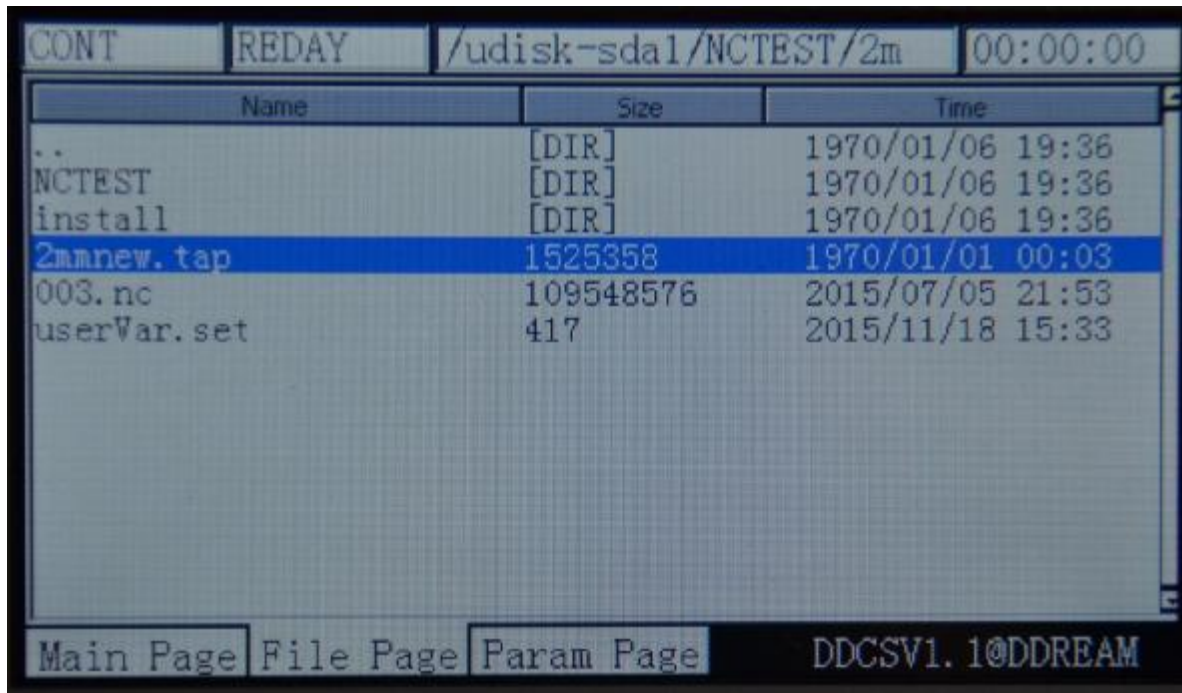 CONT REDAY /udisk-sda1/NCTEST/2m 00:00:00
Name Size Time
.. [DIR] 1970/01/06 19:36
NCTEST [DIR] 1970/01/06 19:36
install [DIR] 1970/01/06 19:36
2mmnew.tap 1525358 1970/01/01 00:03
003.nc 109548576 2015/07/05 21:53
userVar.set 417 2015/11/18 15:33
Main Page File Page Param Page DDCSV1.1@DDREAM